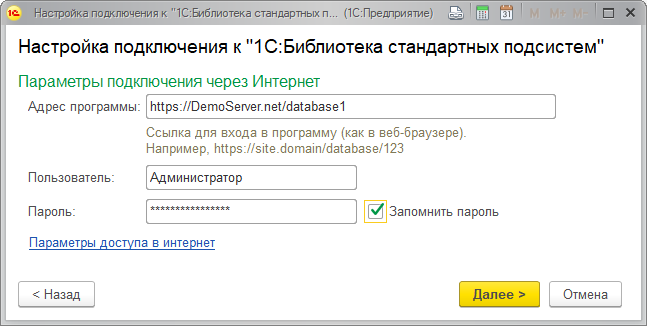 Настройка подключения к "1С:Библиотека стандартных п... (1С:Предприятие)
31 M M+ M-
Настройка подключения к "1С:Библиотека стандартных подсистем"
Параметры подключения через Интернет
Адрес программы: https://DemoServer.net/database1
Ссылка для входа в программу (как в веб-браузере).
Например, https://site.domain/database/123
Пользователь: Администратор
Пароль: **************** Запомнить пароль
Параметры доступа в интернет
< Назад Далее > Отмена